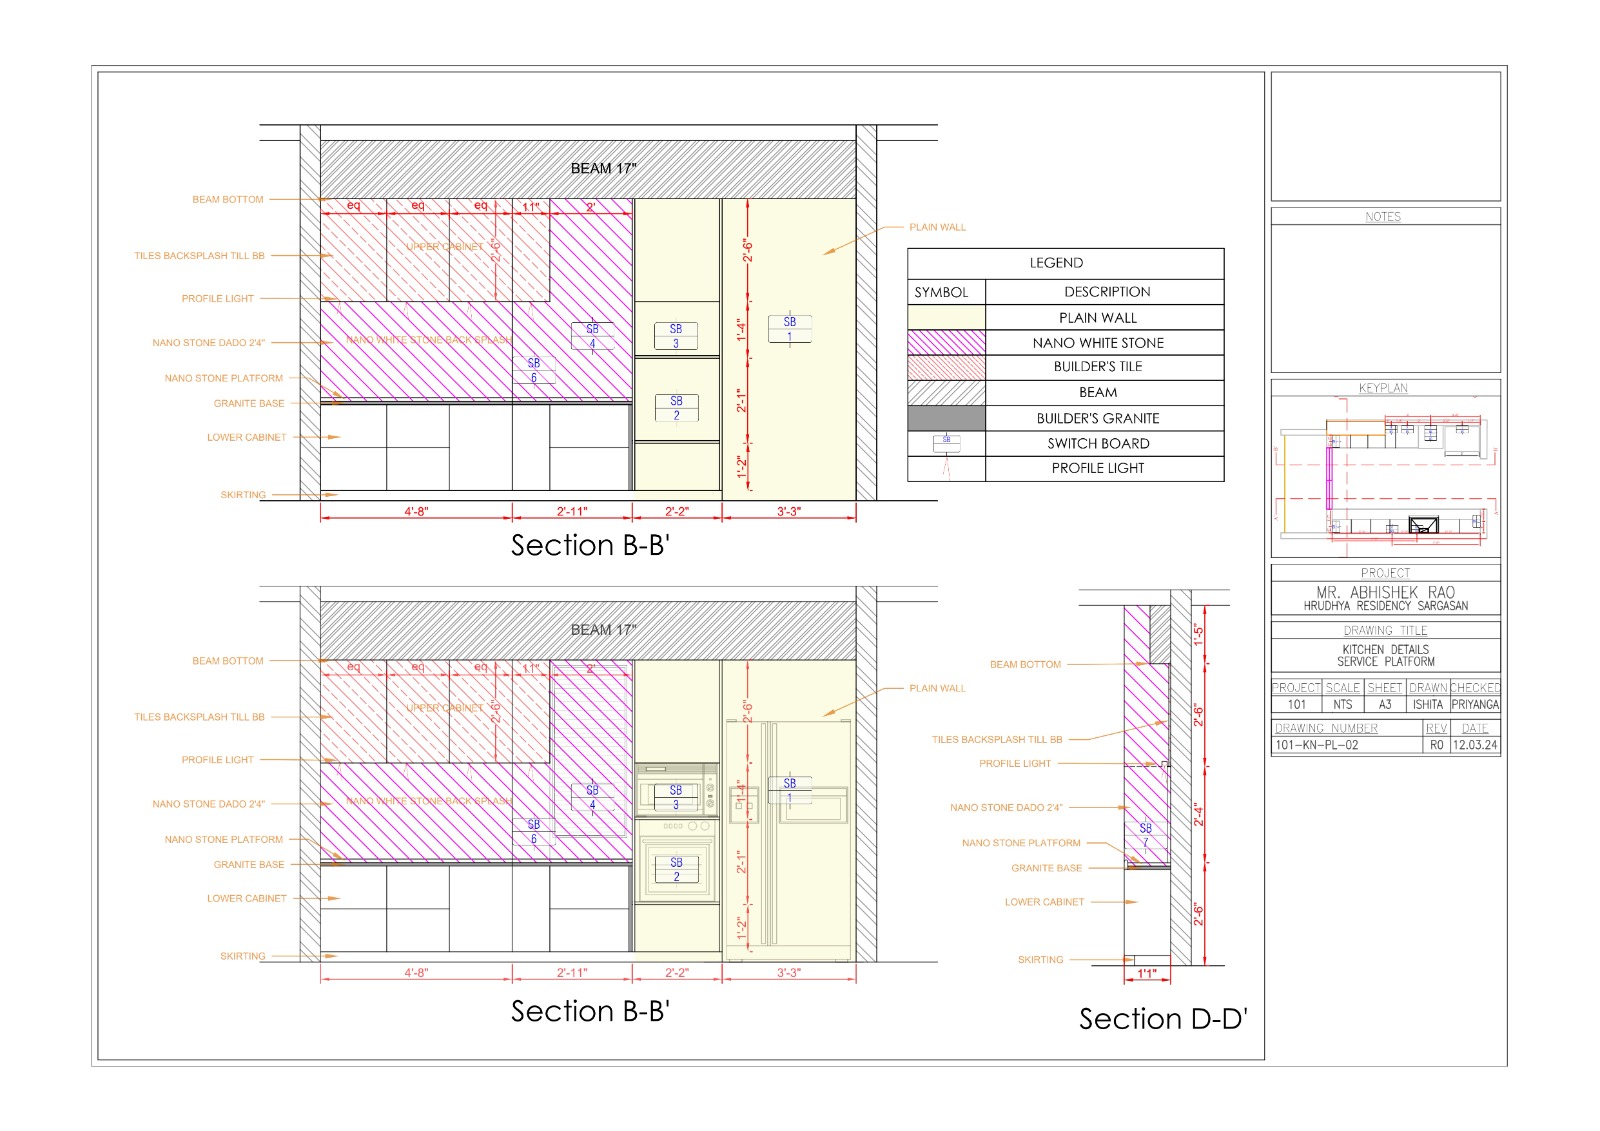 BEAM 17"
BEAM BOTTOM
eq
eq
eq
11"
2'
PLAIN WALL
UPPER CABINET
2'-6"
2'-6"
TILES BACKSPLASH TILL BB
PROFILE LIGHT
NANO STONE DADO 2'4"
NANO WHITE STONE BACK SPLASH
SB
4
SB
3
SB
1
1'-4"
SB
6
NANO STONE PLATFORM
GRANITE BASE
SB
2
2'-1"
LOWER CABINET
1'-2"
SKIRTING
4'-8"
2'-11"
2'-2"
3'-3"
Section B-B'
LEGEND
SYMBOL
DESCRIPTION
PLAIN WALL
NANO WHITE STONE
BUILDER'S TILE
BEAM
BUILDER'S GRANITE
SB
SWITCH BOARD
PROFILE LIGHT
BEAM 17"
BEAM BOTTOM
eq
eq
eq
11"
2'
PLAIN WALL
UPPER CABINET
2'-6"
2'-6"
TILES BACKSPLASH TILL BB
PROFILE LIGHT
NANO STONE DADO 2'4"
NANO WHITE STONE BACK SPLASH
SB
4
SB
3
SB
1
1'-4"
SB
6
NANO STONE PLATFORM
GRANITE BASE
SB
2
2'-1"
LOWER CABINET
1'-2"
SKIRTING
4'-8"
2'-11"
2'-2"
3'-3"
Section B-B'
1'-5"
BEAM BOTTOM
2'-6"
TILES BACKSPLASH TILL BB
PROFILE LIGHT
NANO STONE DADO 2'4"
2'-4"
SB
7
NANO STONE PLATFORM
GRANITE BASE
LOWER CABINET
2'-6"
SKIRTING
1'1"
Section D-D'
NOTES
KEYPLAN
PROJECT
MR. ABHISHEK RAO
HRUDHYA RESIDENCY SARGASAN
DRAWING TITLE
KITCHEN DETAILS
SERVICE PLATFORM
PROJECT SCALE SHEET DRAWN CHECKED
101 NTS A3 ISHITA PRIYANGA
DRAWING NUMBER REV DATE
101-KN-PL-02 R0 12.03.24